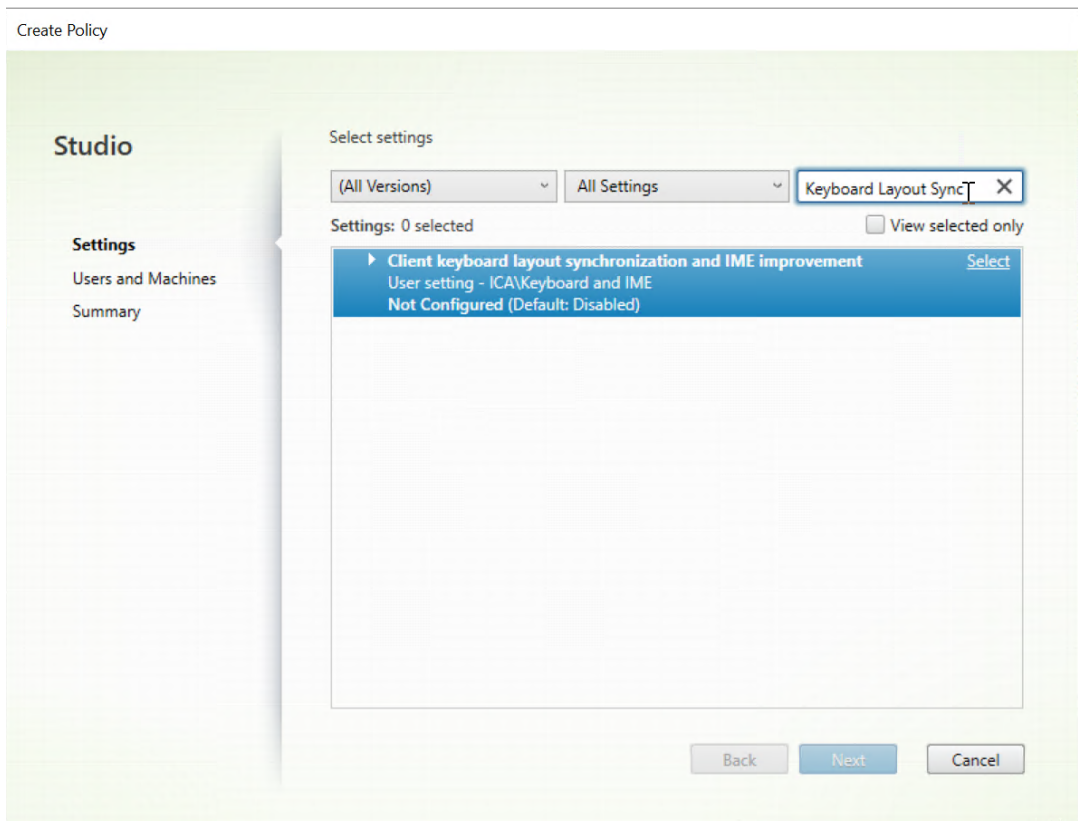 Create Policy
Studio
Settings
Users and Machines
Summary
Select settings
(All Versions)
All Settings
Keyboard Layout Sync
Settings: 0 selected
View selected only
Client keyboard layout synchronization and IME improvement
Select
User setting - ICA\Keyboard and IME
Not Configured (Default: Disabled)
Back
Next
Cancel